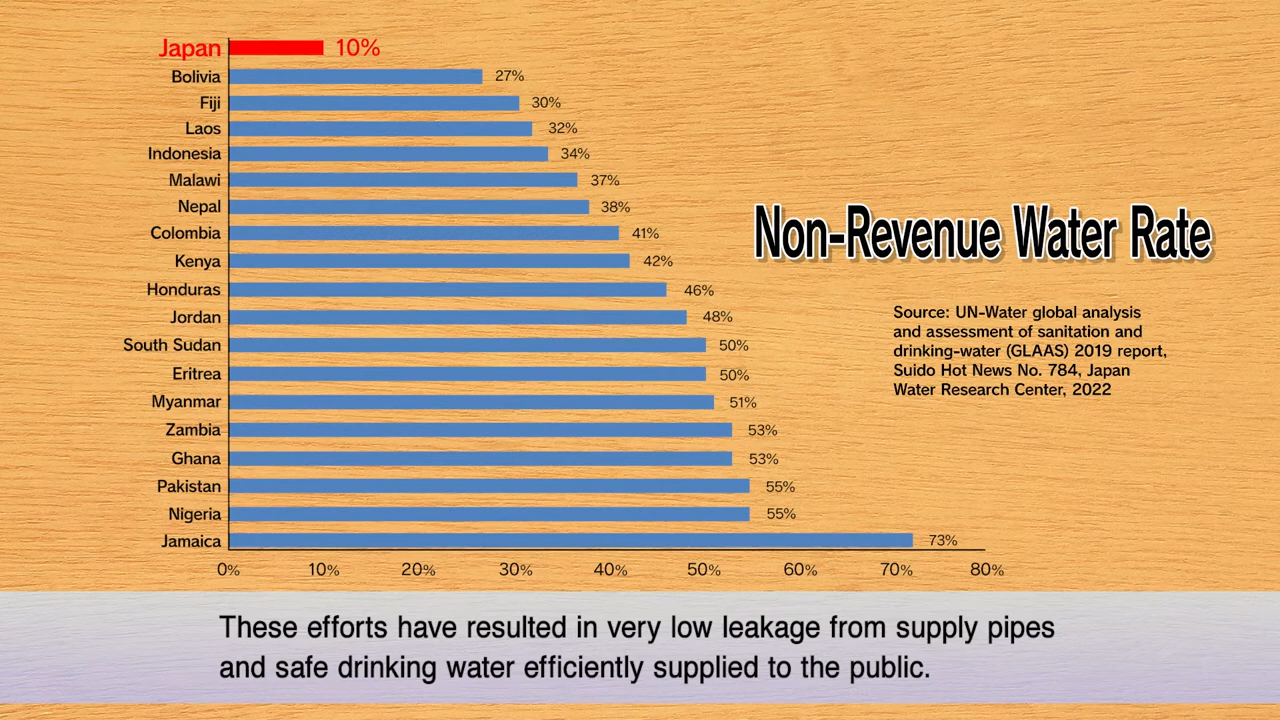 Japan 10%
Bolivia 27%
Fiji 30%
Laos 32%
Indonesia 34%
Malawi 37%
Nepal 38%
Colombia 41%
Kenya 42%
Honduras 46%
Jordan 48%
South Sudan 50%
Eritrea 50%
Myanmar 51%
Zambia 53%
Ghana 53%
Pakistan 55%
Nigeria 55%
Jamaica 73%
0% 10% 20% 30% 40% 50% 60% 70% 80%
Non-Revenue Water Rate
Source: UN-Water global analysis
and assessment of sanitation and
drinking-water (GLAAS) 2019 report,
Suido Hot News No. 784, Japan
Water Research Center, 2022
These efforts have resulted in very low leakage from supply pipes
and safe drinking water efficiently supplied to the public.